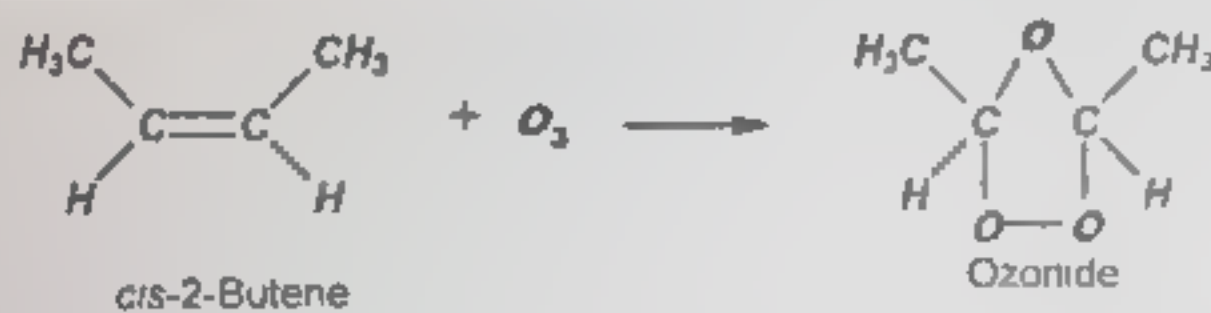 H₃C CH₃ H₃C O CH₃
C=C + O₃ → C C
H H H H
O—O
cis-2-Butene Ozonide